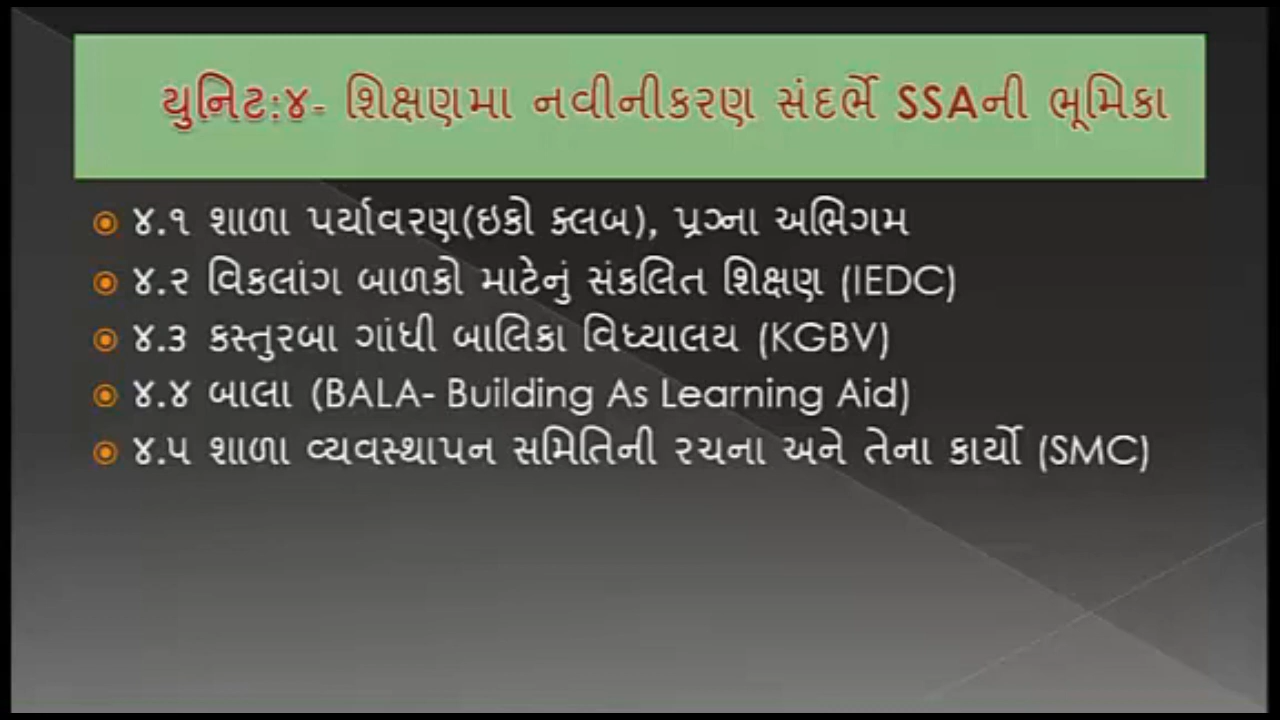 યુનિટ:૪- શિક્ષણમા નવીનીકરણ સંદર્ભે SSAની ભૂમિકા
૪.૧ શાળા પર્યાવરણ(ઇકો ક્લબ), પ્રગ્ના અભિગમ
૪.૨ વિકલાંગ બાળકો માટેનું સંકલિત શિક્ષણ (IEDC)
૪.૩ કસ્તુરબા ગાંધી બાલિકા વિધ્યાલય (KGBV)
૪.૪ બાલા (BALA- Building As Learning Aid)
૪.૫ શાળા વ્યવસ્થાપન સમિતિની રચના અને તેના કાર્યો (SMC)